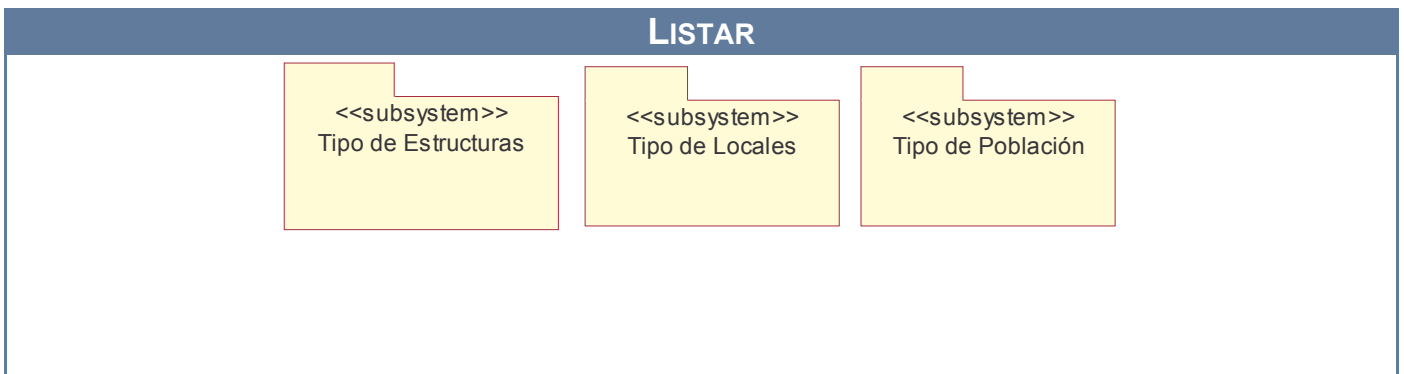 LISTAR
<<subsystem>>
Tipo de Estructuras
<<subsystem>>
Tipo de Locales
<<subsystem>>
Tipo de Población